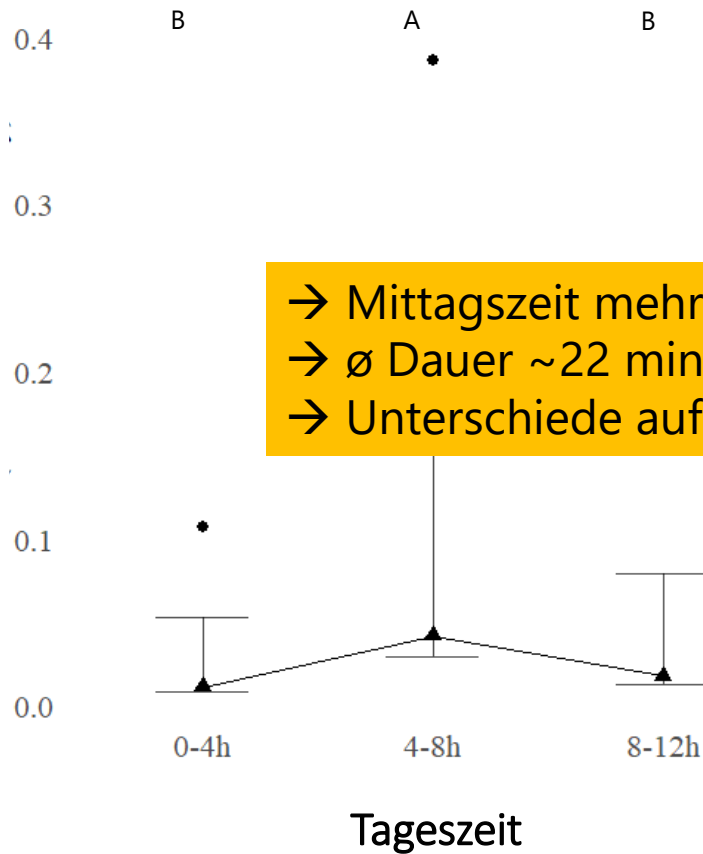 B A B
0.4
0.3
→ Mittagszeit mehr
→ ø Dauer ~22 min
→ Unterschiede auf
0.2
0.1
0.0
0-4h 4-8h 8-12h
Tageszeit